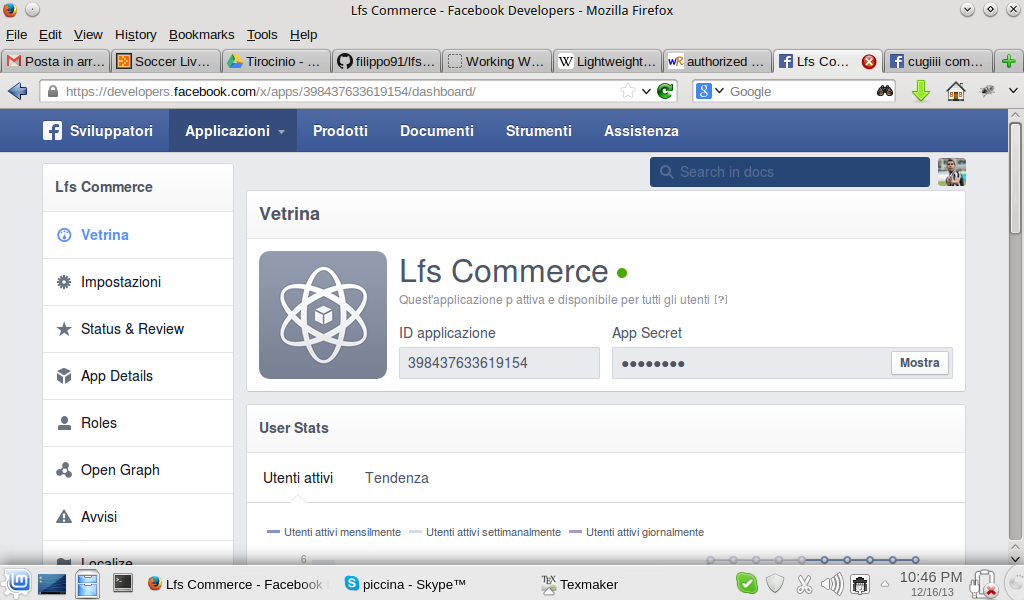 Lfs Commerce - Facebook Developers - Mozilla Firefox
File Edit View History Bookmarks Tools Help
Posta in arr... Soccer Liv... Tirocinio - ... filippo91/lfs... Working W... Lightweight... authorized ... Lfs Co... cugiiii com...
https://developers.facebook.com/x/apps/398437633619154/dashboard/ Google
Sviluppatori Applicazioni Prodotti Documenti Strumenti Assistenza
Search in docs
Lfs Commerce
Vetrina
Impostazioni
Status & Review
App Details
Roles
Open Graph
Avvisi
Localize
Vetrina
Lfs Commerce
Quest'applicazione p attiva e disponibile per tutti gli utenti [?]
ID applicazione App Secret
398437633619154 ●●●●●●●● Mostra
User Stats
Utenti attivi Tendenza
Utenti attivi mensilmente Utenti attivi settimanalmente Utenti attivi giornalmente
6
Lfs Commerce - Facebook piccina - Skype™ Texmaker 10:46 PM
12/16/13